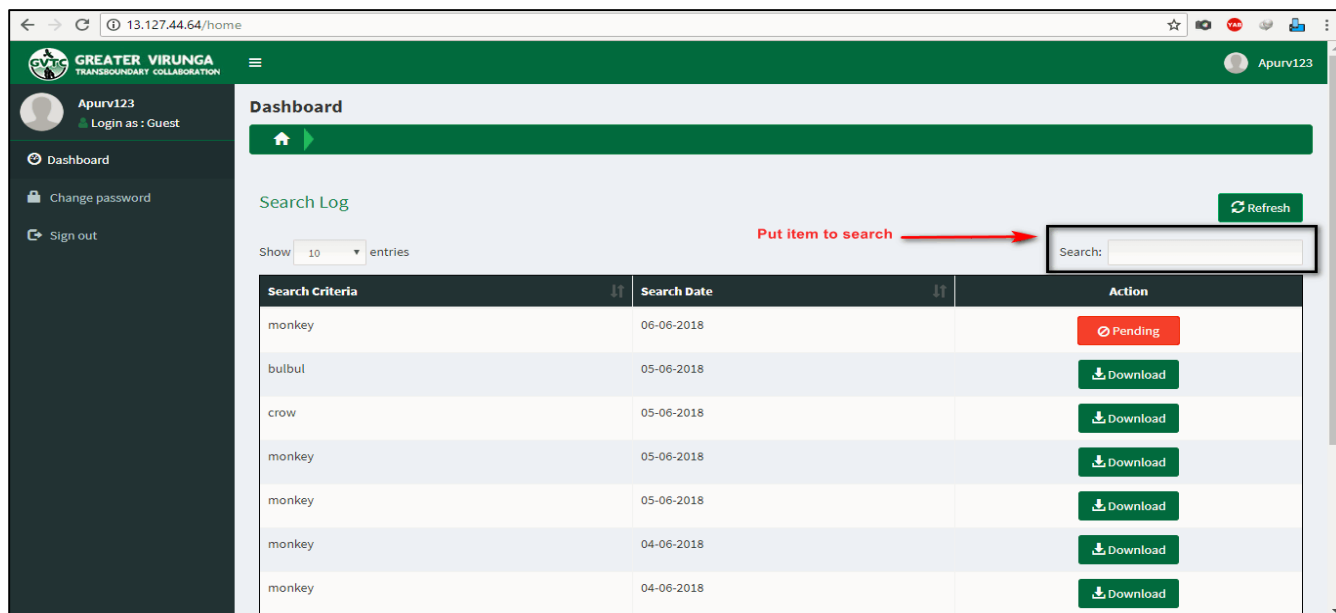 13.127.44.64/home
YAB
GVTC
GREATER VIRUNGA
TRANSBOUNDARY COLLABORATION
Apurv123
Apurv123
Login as : Guest
Dashboard
Change password
Sign out
Dashboard
Search Log
Refresh
Show 10 entries
Put item to search
Search:
Search Criteria Search Date Action
monkey 06-06-2018 Pending
bulbul 05-06-2018 Download
crow 05-06-2018 Download
monkey 05-06-2018 Download
monkey 05-06-2018 Download
monkey 04-06-2018 Download
monkey 04-06-2018 Download